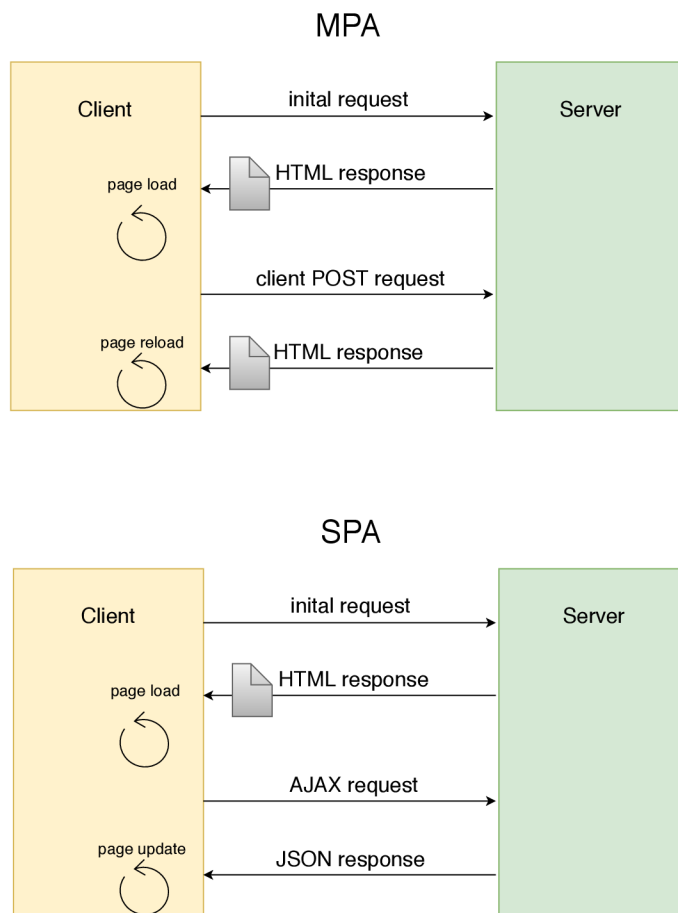 MPA
Client
inital request
Server
HTML response
page load
client POST request
page reload
HTML response
SPA
Client
inital request
Server
HTML response
page load
AJAX request
page update
JSON response